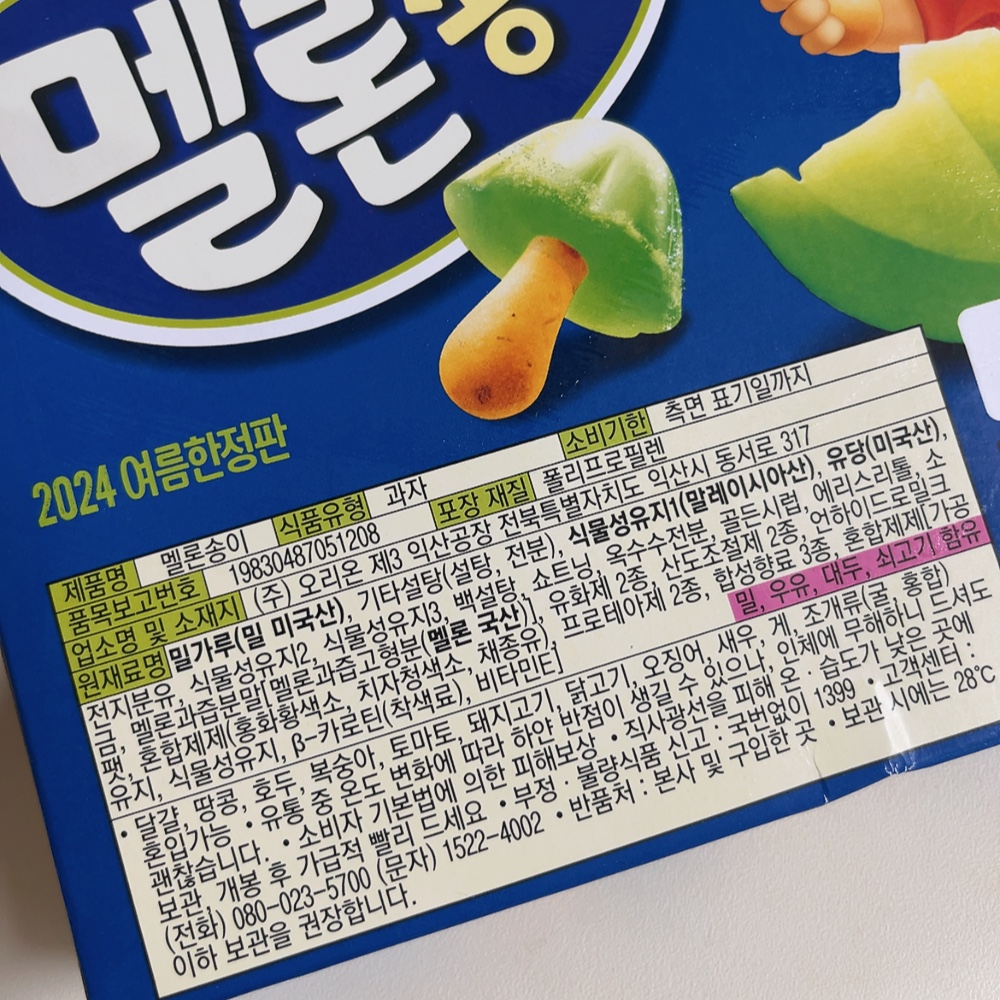 멜론
송
2024 여름한정판
제품명 멜론송이 식품유형 과자 소비기한 측면 표기일까지
품목보고번호 19830487051208 포장 재질 폴리프로필렌
업소명 및 소재지 (주) 오리온 제3 익산공장 전북특별자치도 익산시 동서로 317
원재료명 밀가루(밀 미국산), 기타설탕(설탕, 전분), 식물성유지1(말레이시아산), 유당(미국산),
전지분유, 식물성유지2, 식물성유지3, 백설탕, 쇼트닝, 옥수수전분, 골든시럽, 에리스리톨, 소
금, 멜론과즙분말[멜론과즙고형분(멜론 국산)], 유화제 2종, 산도조절제 2종, 언하이드로밀크
팻, 혼합제제(홍화황색소, 치자청색소, 채종유), 프로테아제 2종, 합성향료 3종, 혼합제제(가공
유지, 식물성유지, β-카로틴(착색료), 비타민E) 밀, 우유, 대두, 쇠고기 함유
• 달걀, 땅콩, 호두, 복숭아, 토마토, 돼지고기, 닭고기, 오징어, 새우, 게, 조개류(굴, 홍합)
혼입가능 • 유통 중 온도 변화에 따라 하얀 반점이 생길 수 있으나, 인체에 무해하니 드셔도
괜찮습니다. • 소비자 기본법에 의한 피해보상 • 직사광선을 피해 온 · 습도가 낮은 곳에
보관, 개봉 후 가급적 빨리 드세요 • 부정 · 불량식품 신고 : 국번없이 1399 • 고객센터 :
(전화) 080-023-5700 (문자) 1522-4002 • 반품처 : 본사 및 구입한 곳 • 보관 시에는 28℃
이하 보관을 권장합니다.